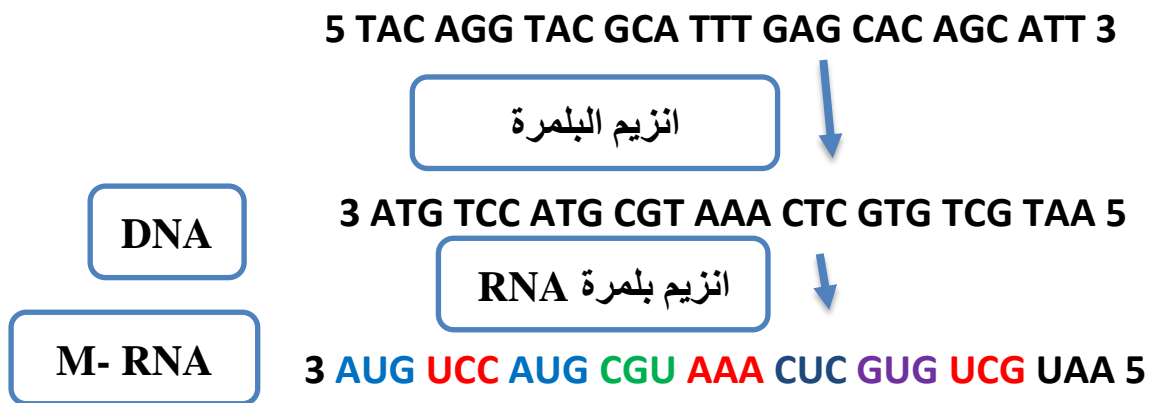 5 TAC AGG TAC GCA TTT GAG CAC AGC ATT 3
انزيم البلمرة
3 ATG TCC ATG CGT AAA CTC GTG TCG TAA 5
DNA
انزيم بلمرة RNA
M- RNA
3 AUG UCC AUG CGU AAA CUC GUG UCG UAA 5